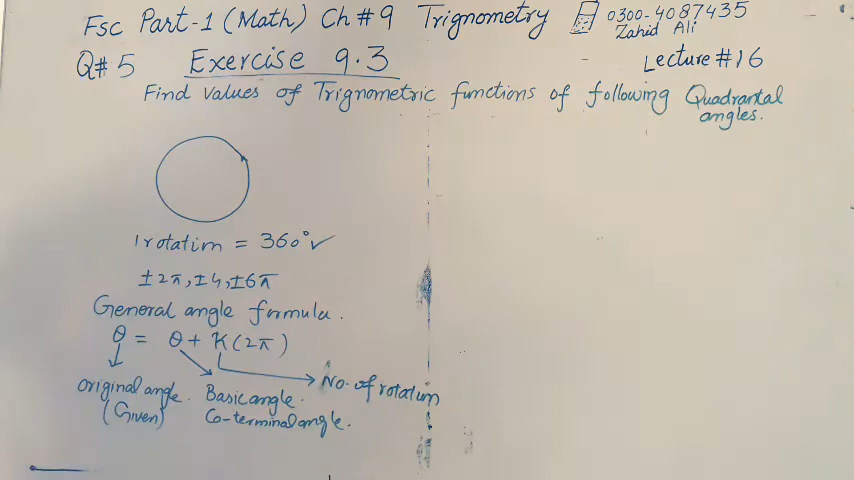 Fsc Part-1 (Math) Ch # 9 Trignometry 0300-4087435
Zahid Ali
Q# 5 Exercise 9.3 Lecture #16
Find values of Trignometric functions of following Quadrantal
angles.
1 rotation = 360° ✓
±2π, ±4, ±6π
General angle formula.
θ = θ + K (2π)
original angle. Basic angle. No. of rotation
(Given) Co-terminal angle.